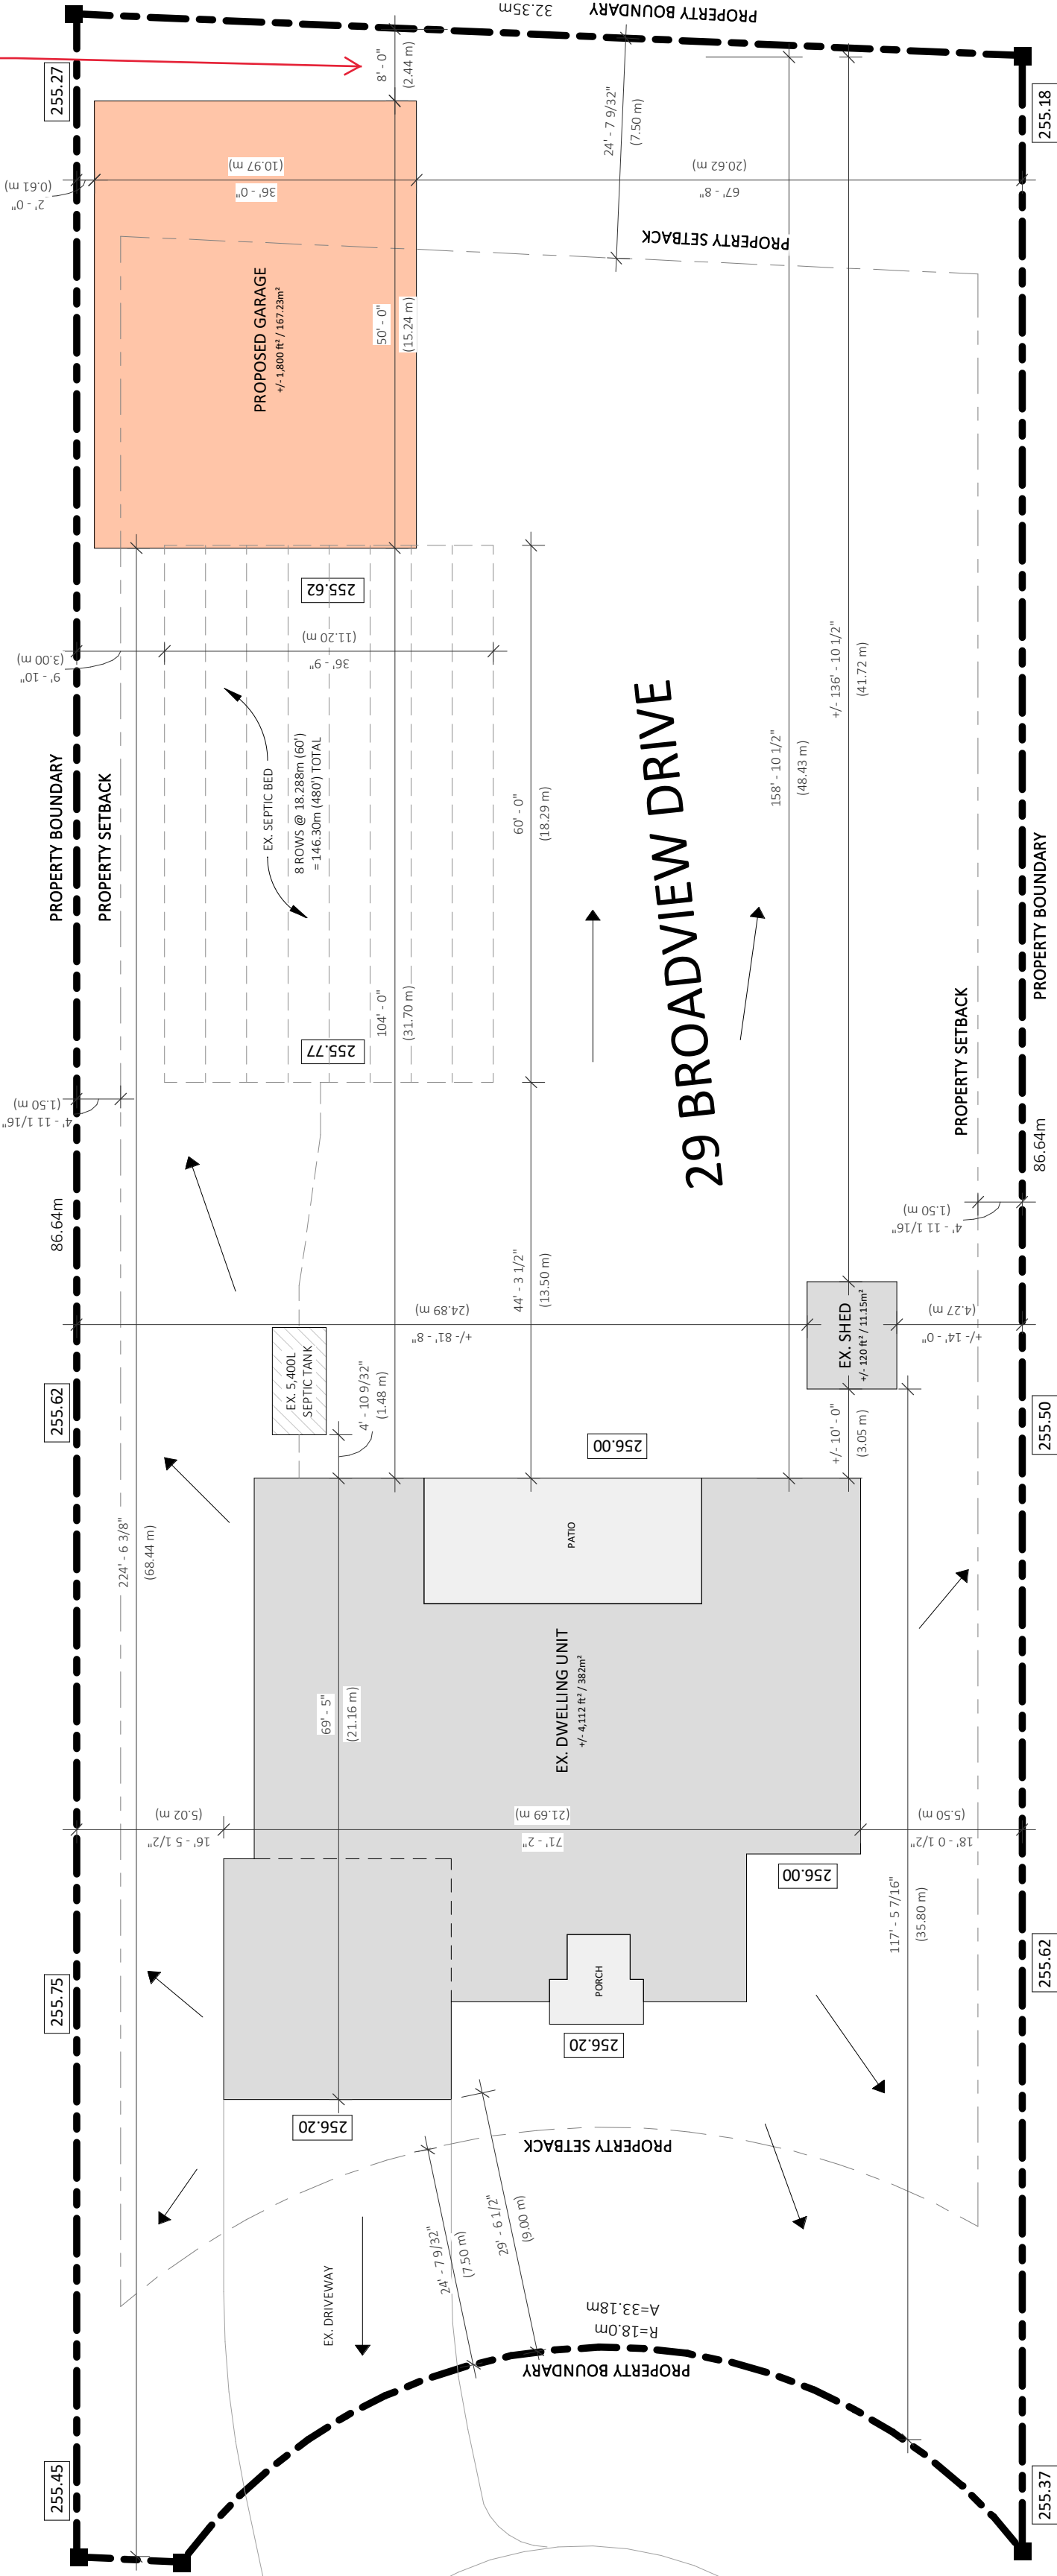 32.35m
PROPERTY BOUNDARY
255.27
8' - 0"
(2.44 m)
255.18
24' - 7 9/32"
(7.50 m)
2' - 0"
(0.61 m)
36' - 0"
(10.97 m)
67' - 8"
(20.62 m)
PROPERTY SETBACK
PROPOSED GARAGE
+/- 1,800 ft² / 167.23m²
50' - 0"
(15.24 m)
255.62
9' - 10"
(3.00 m)
36' - 9"
(11.20 m)
+/- 136' - 10 1/2"
(41.72 m)
PROPERTY BOUNDARY
PROPERTY SETBACK
EX. SEPTIC BED
8 ROWS @ 18.288m (60')
= 146.30m (480') TOTAL
60' - 0"
(18.29 m)
158' - 10 1/2"
(48.43 m)
29 BROADVIEW DRIVE
PROPERTY BOUNDARY
104' - 0"
(31.70 m)
255.77
PROPERTY SETBACK
4' - 11 1/16"
(1.50 m)
86.64m
86.64m
4' - 11 1/16"
(1.50 m)
44' - 3 1/2"
(13.50 m)
+/- 81' - 8"
(24.89 m)
EX. SHED
+/- 120 ft² / 11.15m²
+/- 14' - 0"
(4.27 m)
EX. 5,400L
SEPTIC TANK
4' - 10 9/32"
(1.48 m)
255.62
+/- 10' - 0"
(3.05 m)
255.50
256.00
224' - 6 3/8"
(68.44 m)
PATIO
EX. DWELLING UNIT
+/- 4,112 ft² / 382m²
69' - 5"
(21.16 m)
16' - 5 1/2"
(5.02 m)
71' - 2"
(21.69 m)
18' - 0 1/2"
(5.50 m)
256.00
117' - 5 7/16"
(35.80 m)
255.75
PORCH
255.62
256.20
256.20
PROPERTY SETBACK
24' - 7 9/32"
(7.50 m)
29' - 6 1/2"
(9.00 m)
EX. DRIVEWAY
R=18.0m
A=33.18m
PROPERTY BOUNDARY
255.45
255.37